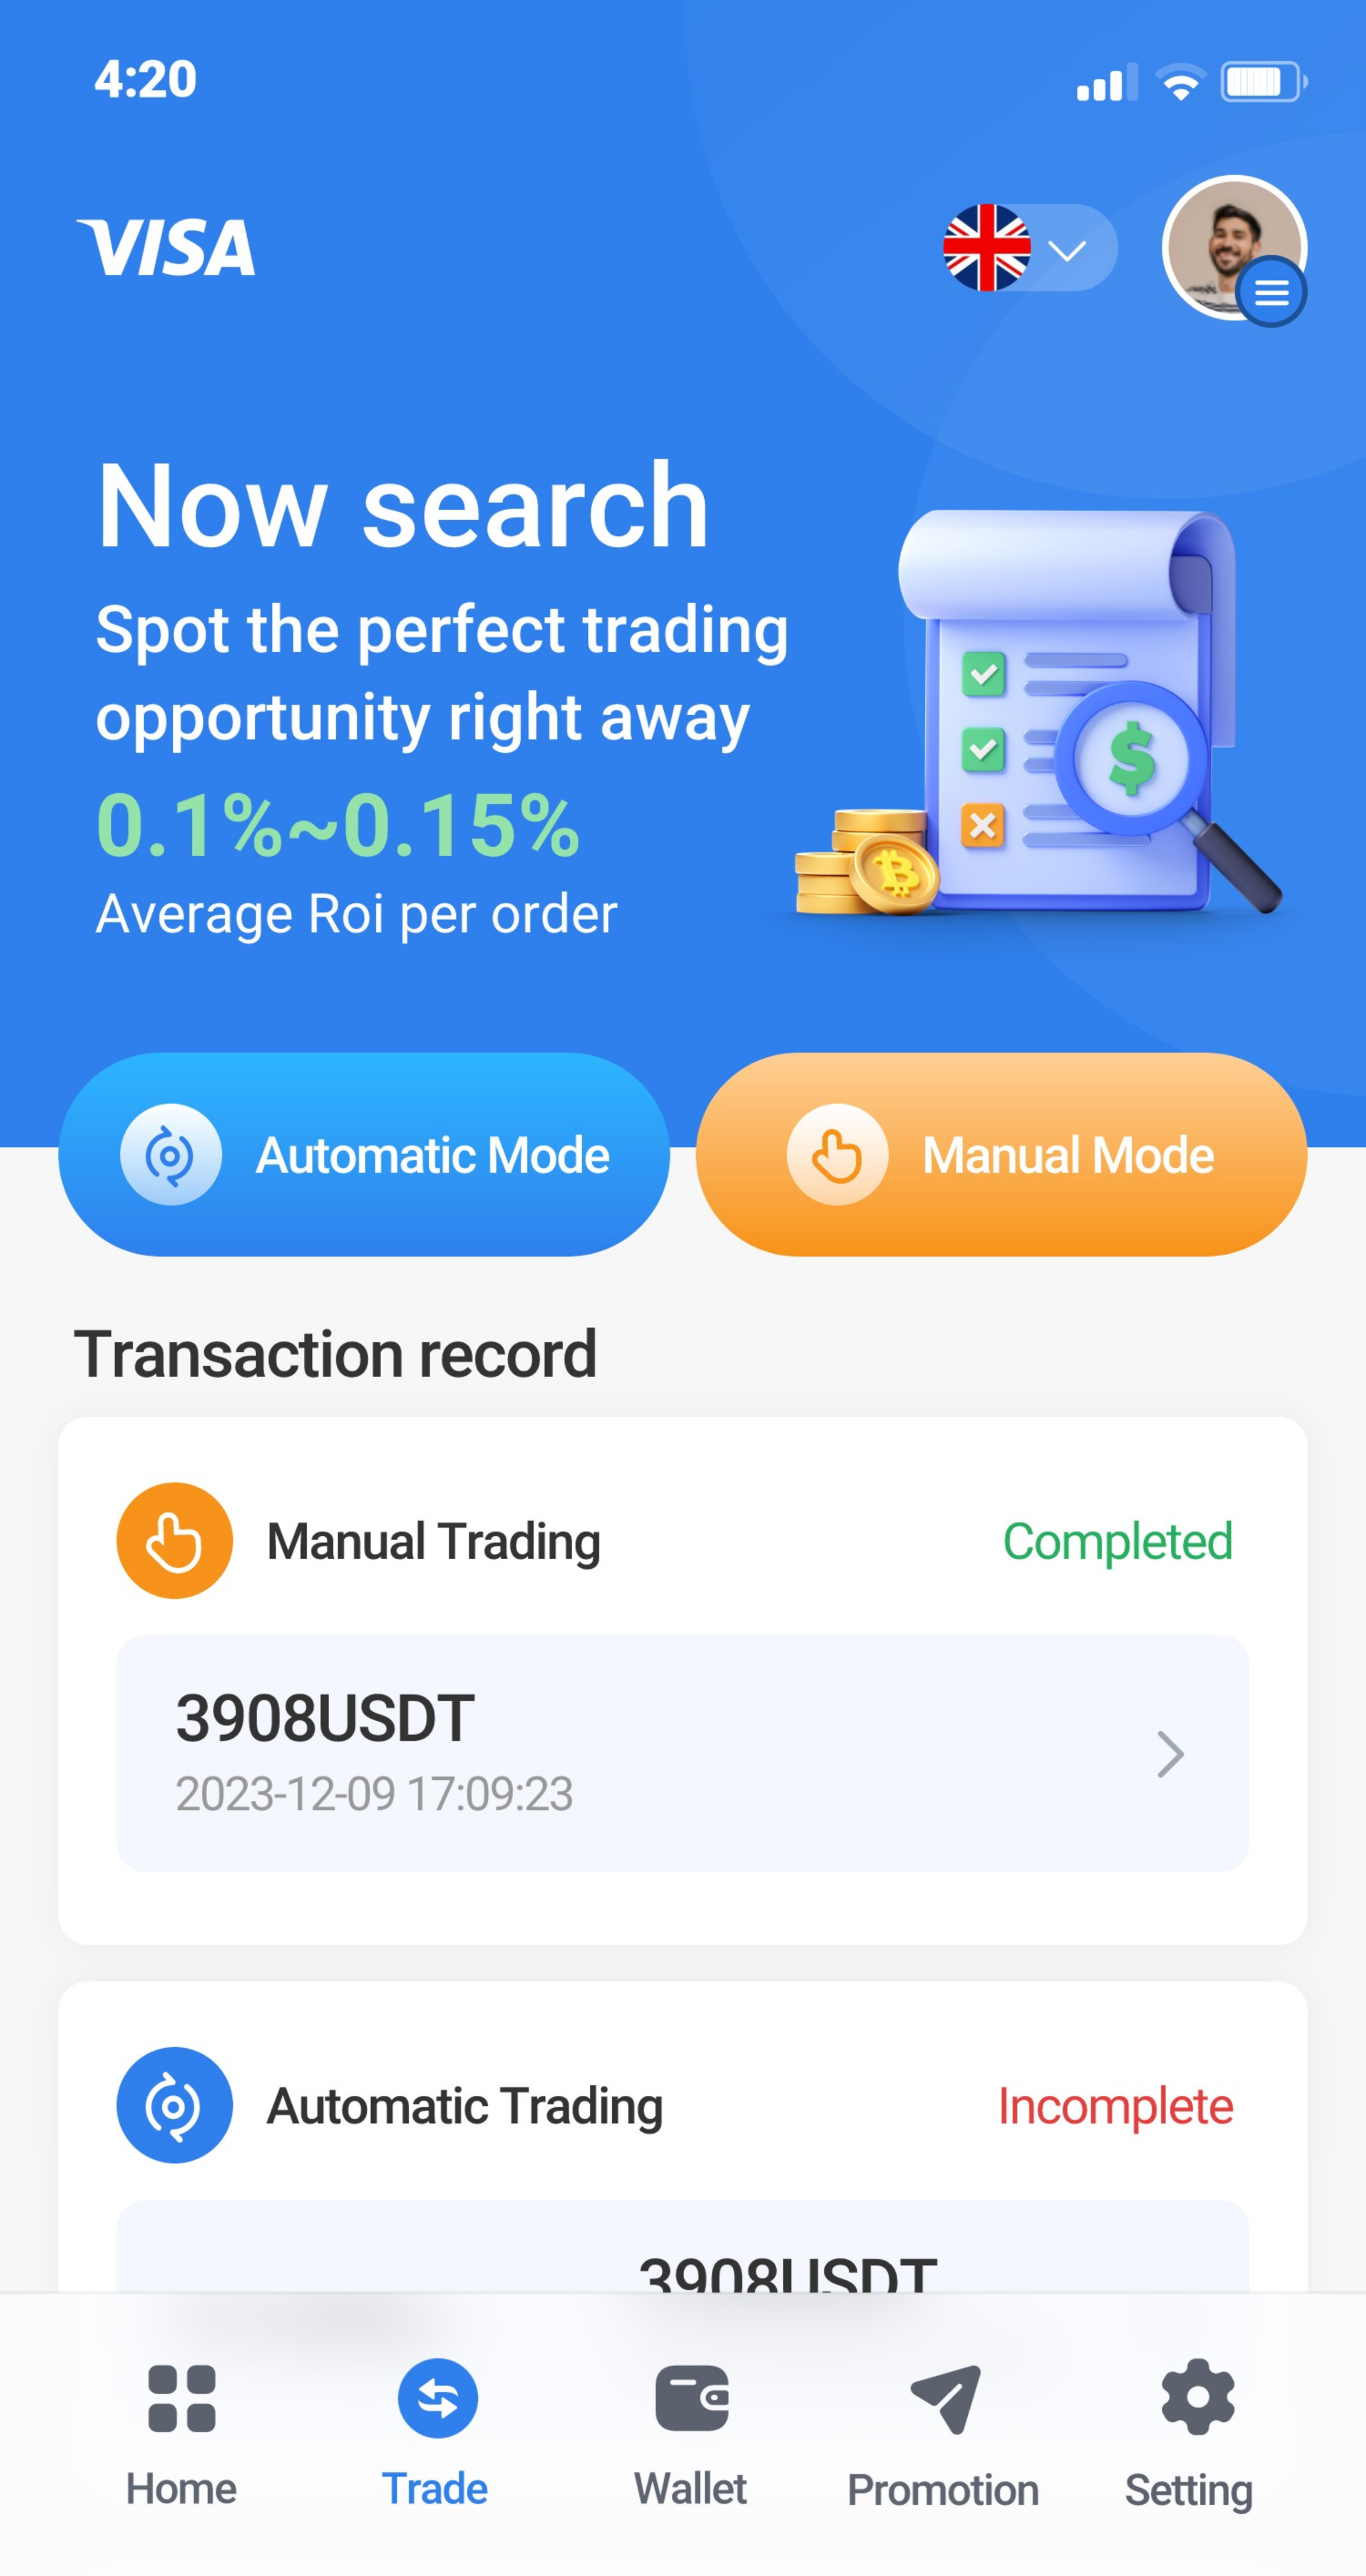 4:20
VISA
Now search
Spot the perfect trading
opportunity right away
0.1%~0.15%
Average Roi per order
Automatic Mode
Manual Mode
Transaction record
Manual Trading
Completed
3908USDT
2023-12-09 17:09:23
Automatic Trading
Incomplete
3908USDT
Home
Trade
Wallet
Promotion
Setting